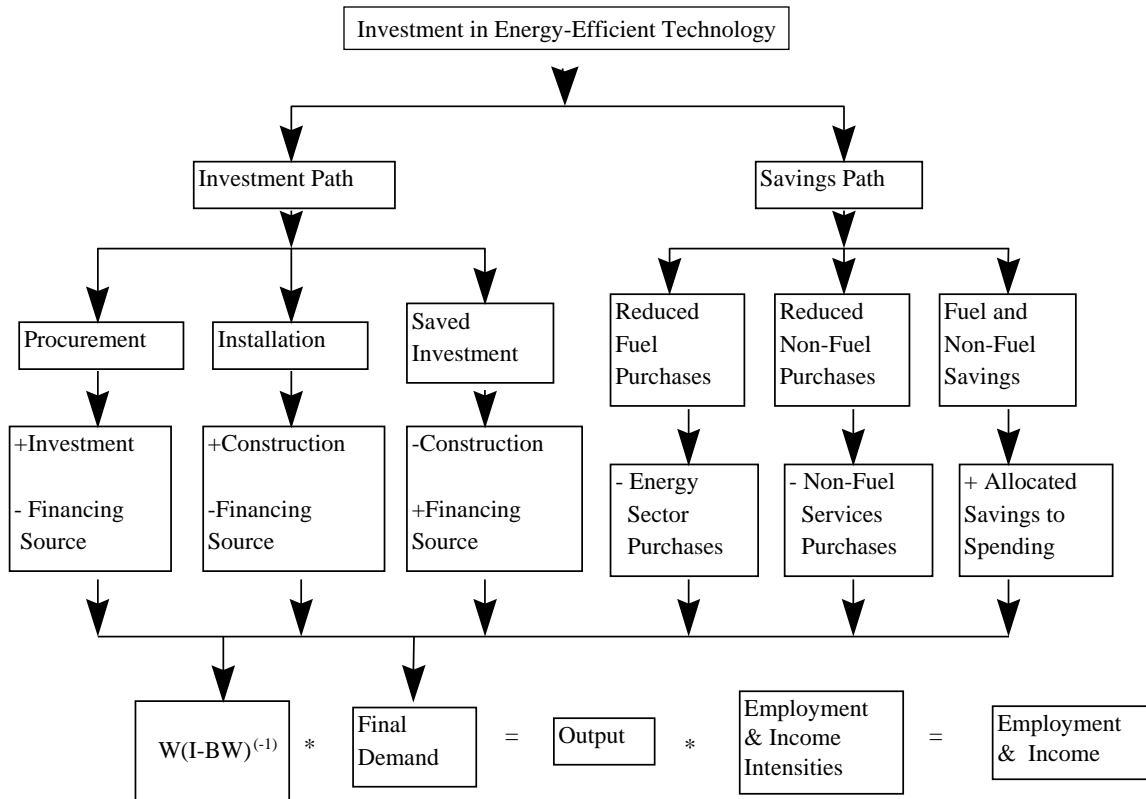 Investment in Energy-Efficient Technology
Investment Path
Savings Path
Procurement
Installation
Saved
Investment
Reduced
Fuel
Purchases
Reduced
Non-Fuel
Purchases
Fuel and
Non-Fuel
Savings
+Investment
- Financing
Source
+Construction
-Financing
Source
-Construction
+Financing
Source
- Energy
Sector
Purchases
- Non-Fuel
Services
Purchases
+ Allocated
Savings to
Spending
W(I-BW)(-1)
*
Final
Demand
=
Output
*
Employment
& Income
Intensities
=
Employment
& Income